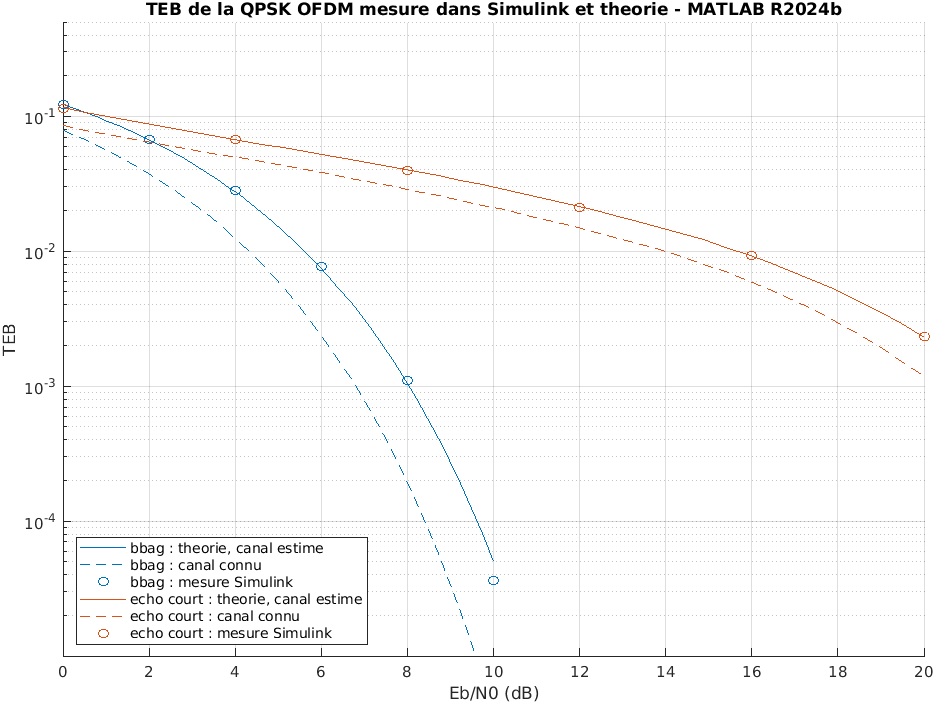 TEB de la QPSK OFDM mesure dans Simulink et theorie - MATLAB R2024b
TEB
10^-1
10^-2
10^-3
10^-4
bbag : theorie, canal estime
bbag : canal connu
bbag : mesure Simulink
echo court : theorie, canal estime
echo court : canal connu
echo court : mesure Simulink
0 2 4 6 8 10 12 14 16 18 20
Eb/N0 (dB)